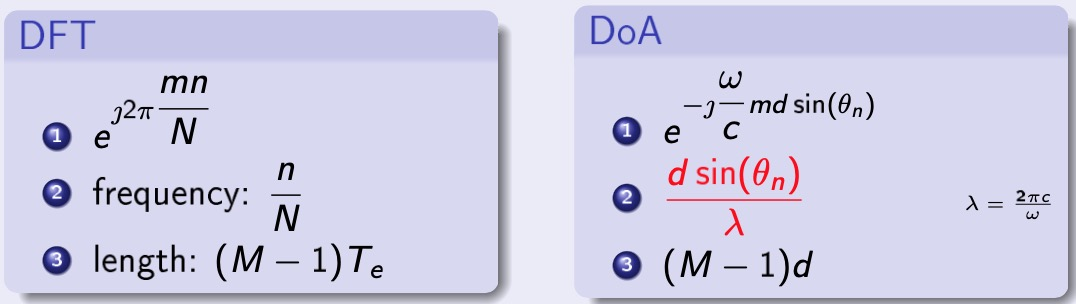 DFT
1 e^{ȷ2π mn/N}
2 frequency: n/N
3 length: (M − 1)T_e
DoA
1 e^{−ȷ ω/c md sin(θ_n)}
2 d sin(θ_n)/λ λ = 2πc/ω
3 (M − 1)d